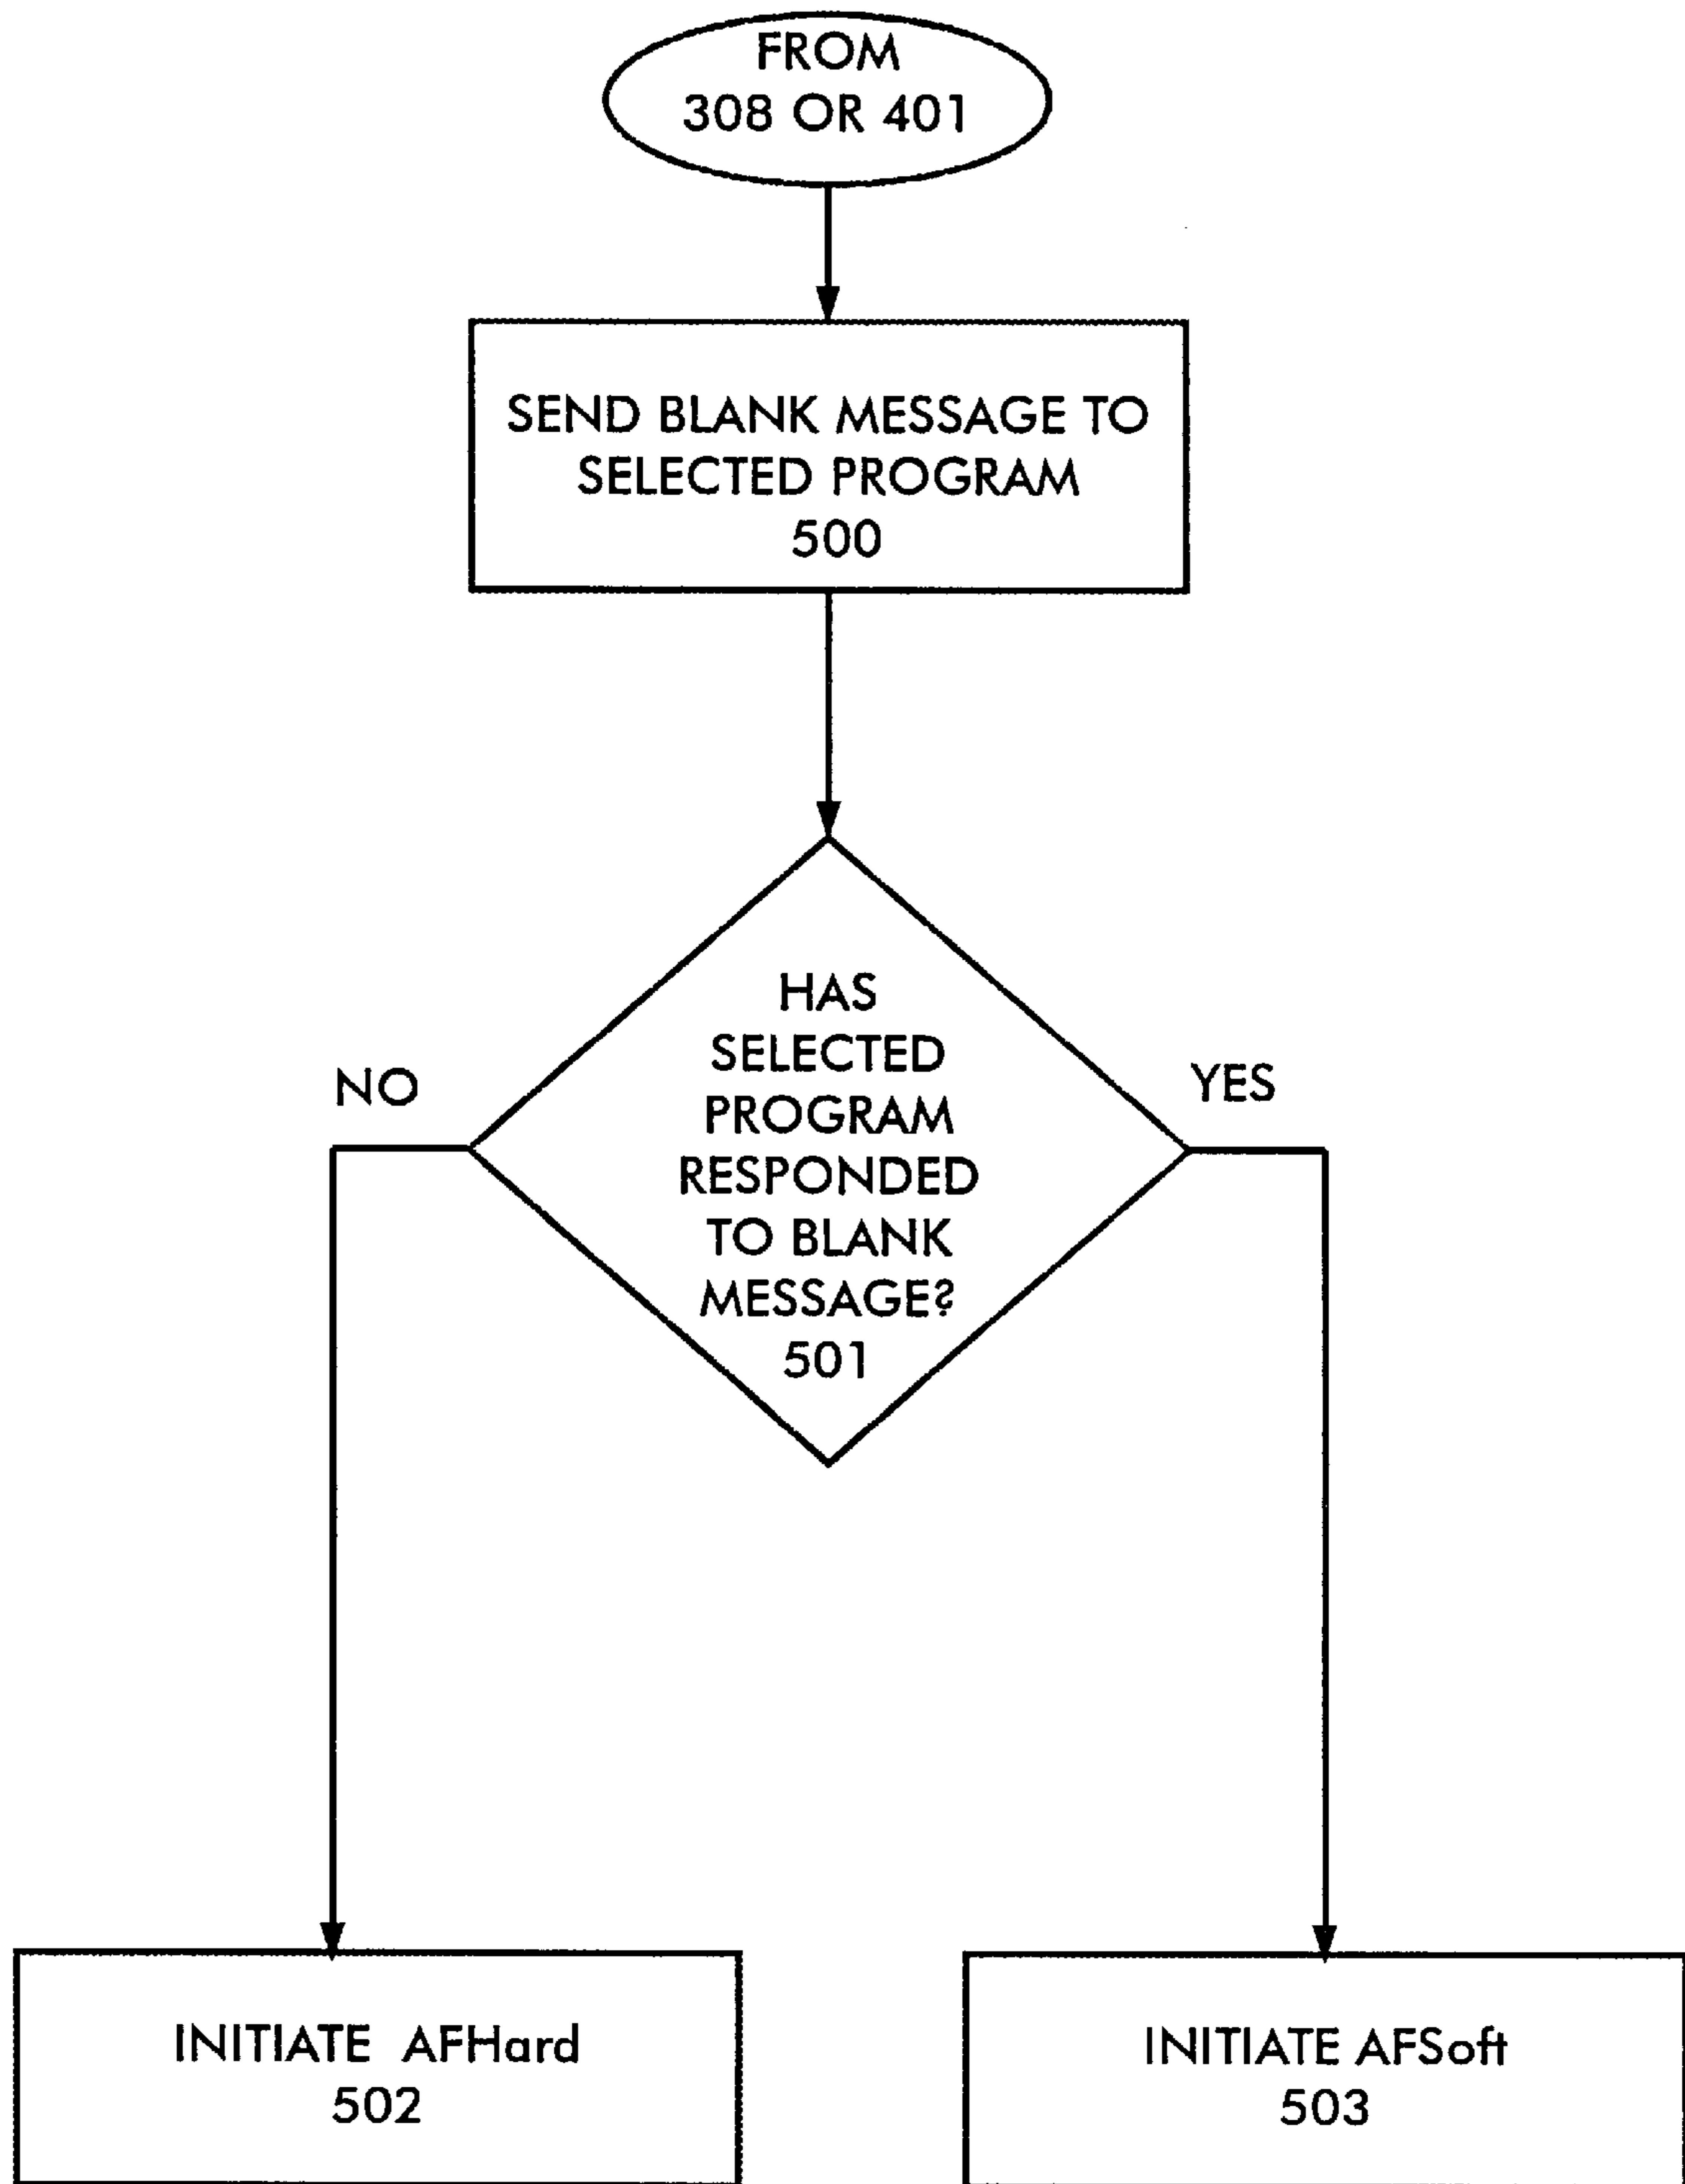 FROM
308 OR 401
SEND BLANK MESSAGE TO
SELECTED PROGRAM
500
HAS
SELECTED
PROGRAM
RESPONDED
TO BLANK
MESSAGE?
501
NO
YES
INITIATE AFHard
502
INITIATE AFSoft
503